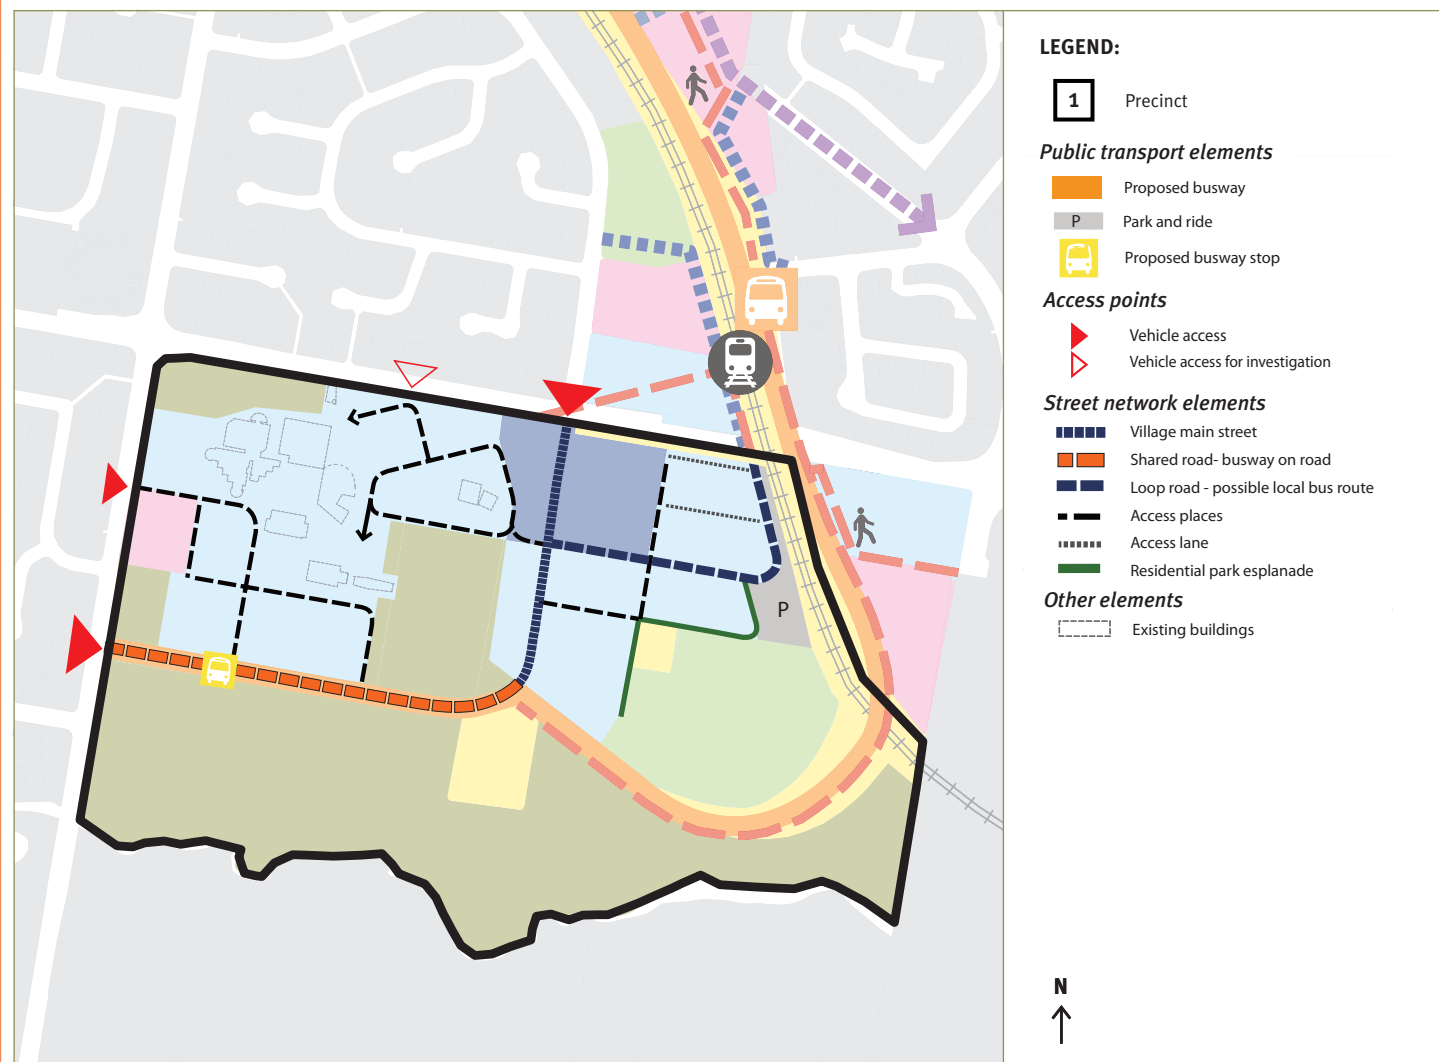 LEGEND:
1 Precinct
Public transport elements
Proposed busway
P Park and ride
Proposed busway stop
Access points
Vehicle access
Vehicle access for investigation
Street network elements
Village main street
Shared road- busway on road
Loop road - possible local bus route
Access places
Access lane
Residential park esplanade
Other elements
Existing buildings
P
N